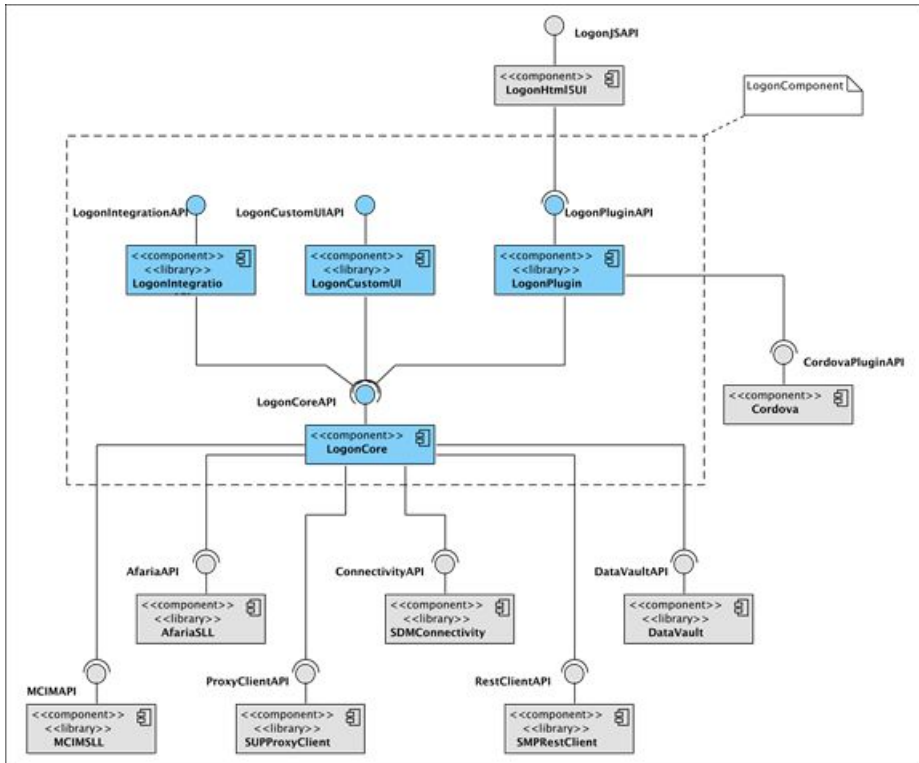 LogonJSAPI
<<component>>
LogonHtml5UI
LogonComponent
LogonIntegrationAPI
LogonCustomUIAPI
LogonPluginAPI
<<component>>
<<library>>
LogonIntegratio
<<component>>
<<library>>
LogonCustomUI
<<component>>
<<library>>
LogonPlugin
CordovaPluginAPI
<<component>>
Cordova
LogonCoreAPI
<<component>>
LogonCore
AfariaAPI
ConnectivityAPI
DataVaultAPI
<<component>>
<<library>>
AfariaSLL
<<component>>
<<library>>
SDMConnectivity
<<component>>
<<library>>
DataVault
MCIMAPI
ProxyClientAPI
RestClientAPI
<<component>>
<<library>>
MCIMSLL
<<component>>
<<library>>
SUPProxyClient
<<component>>
<<library>>
SMPRestClient